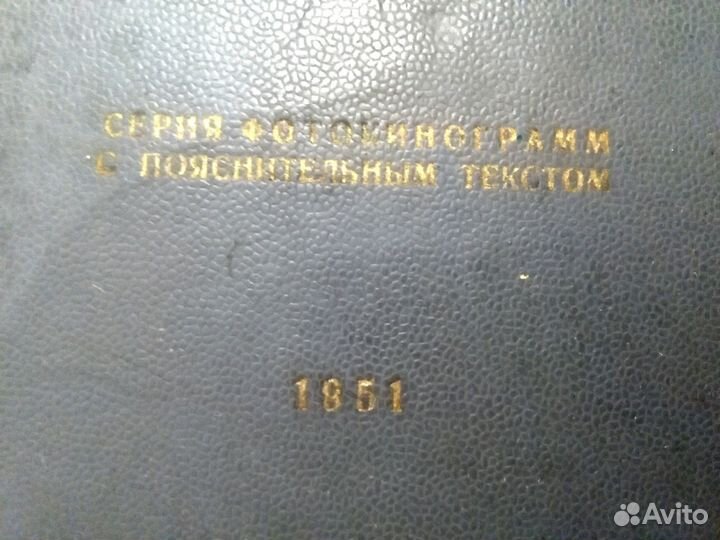 СЕРИЯ ФОТОКИНОГРАММ
С ПОЯСНИТЕЛЬНЫМ ТЕКСТОМ
1951
Avito